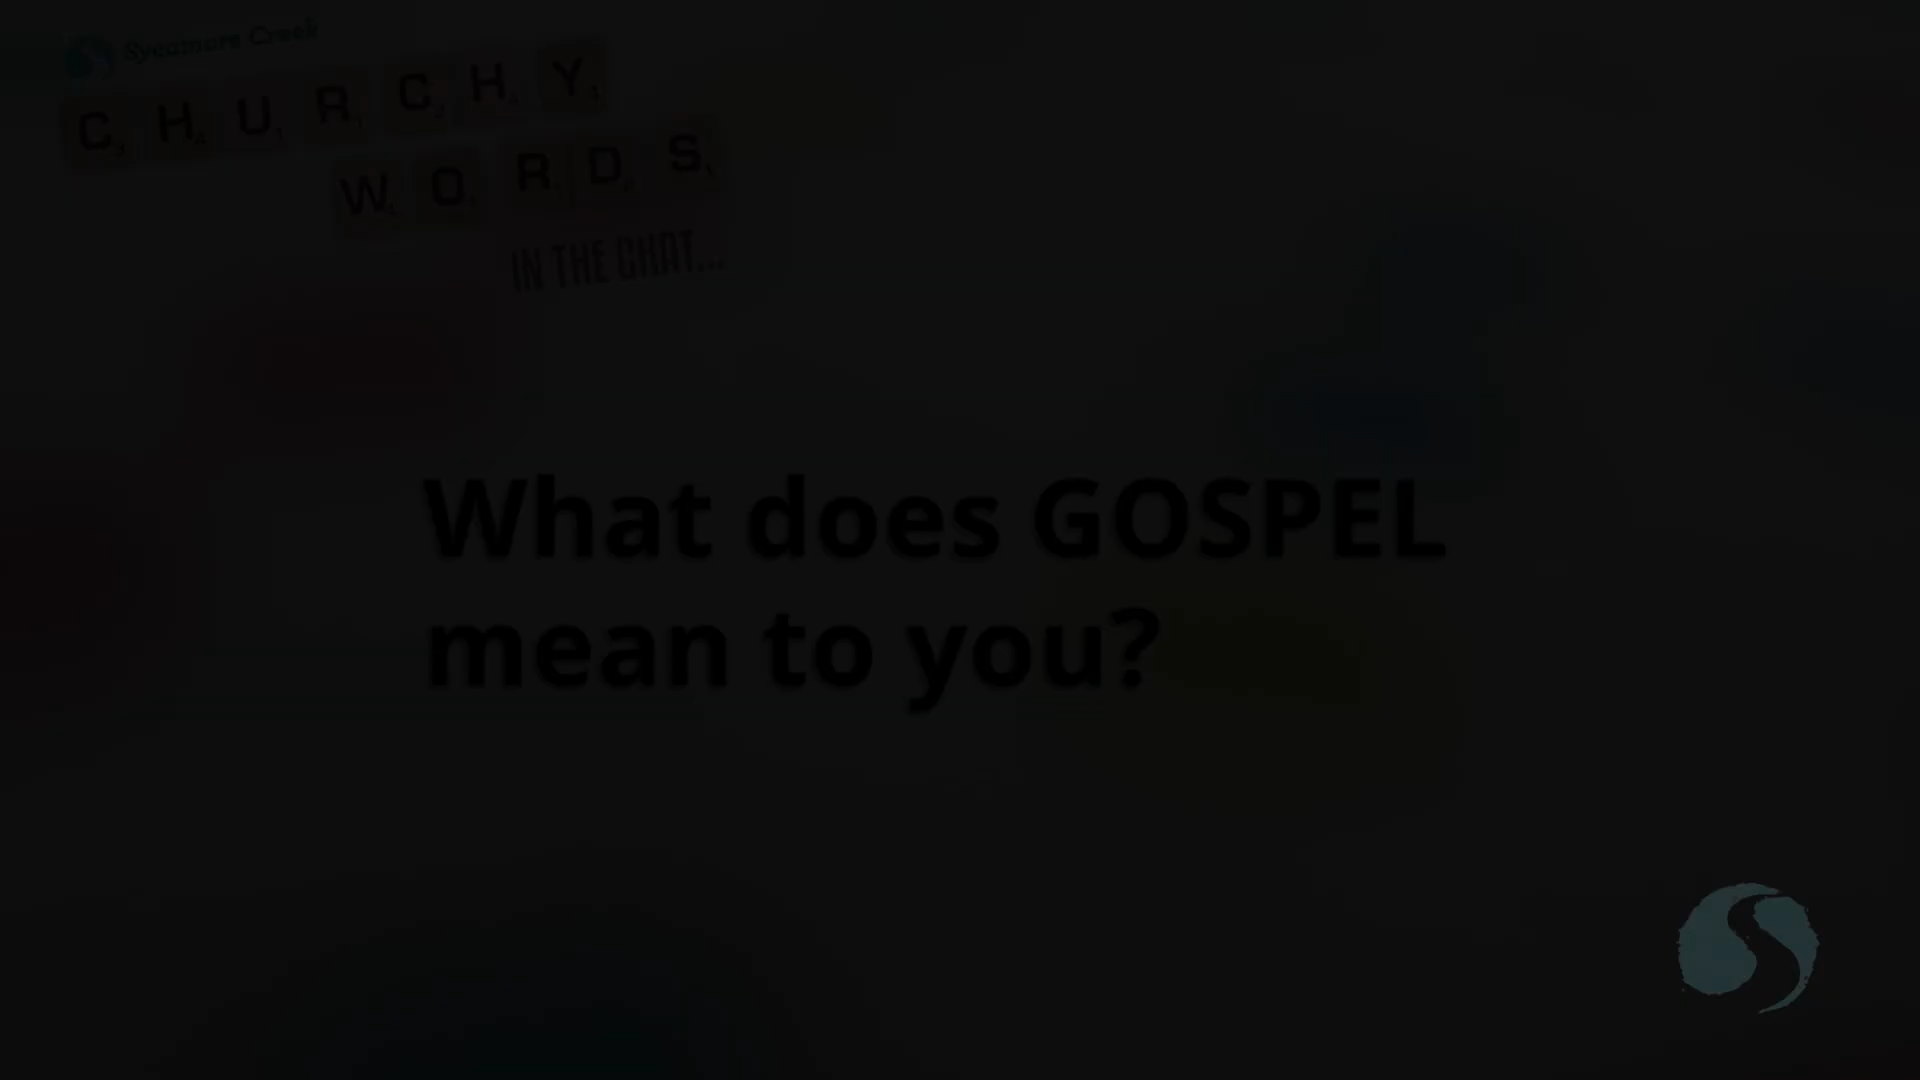 Sycamore Creek
CHURCHY
WORDS
IN THE CHAT...
What does GOSPEL
mean to you?